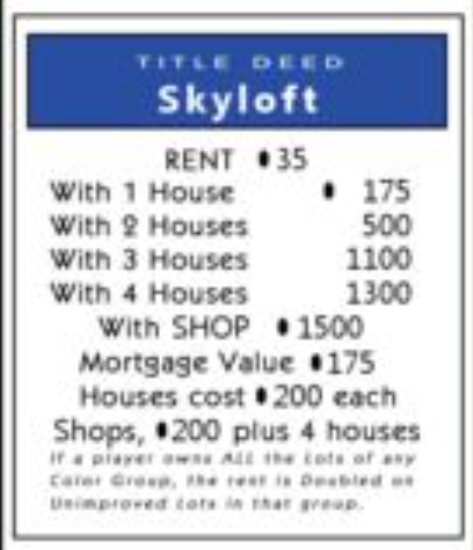 TITLE DEED
Skyloft
RENT 35
With 1 House 175
With 2 Houses 500
With 3 Houses 1100
With 4 Houses 1300
With SHOP 1500
Mortgage Value 175
Houses cost 200 each
Shops, 200 plus 4 houses
If a player owns ALL the Lots of any
Color Group, the rent is Doubled on
Unimproved Lots in that group.